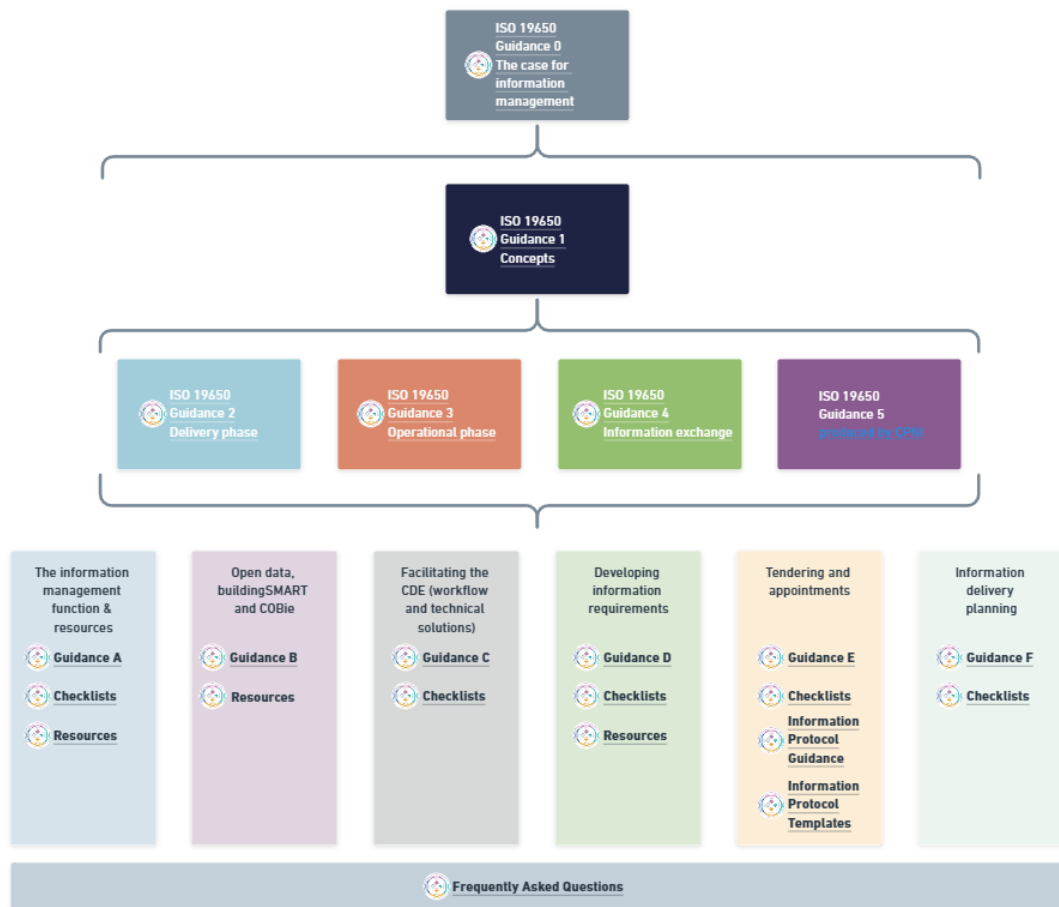 ISO 19650
Guidance 0
The case for
information
management
ISO 19650
Guidance 1
Concepts
ISO 19650
Guidance 2
Delivery phase
ISO 19650
Guidance 3
Operational phase
ISO 19650
Guidance 4
Information exchange
ISO 19650
Guidance 5
produced by CPNI
The information
management
function &
resources
Guidance A
Checklists
Resources
Open data,
buildingSMART
and COBie
Guidance B
Resources
Facilitating the
CDE (workflow
and technical
solutions)
Guidance C
Checklists
Developing
information
requirements
Guidance D
Checklists
Resources
Tendering and
appointments
Guidance E
Checklists
Information
Protocol
Guidance
Information
Protocol
Templates
Information
delivery
planning
Guidance F
Checklists
Frequently Asked Questions